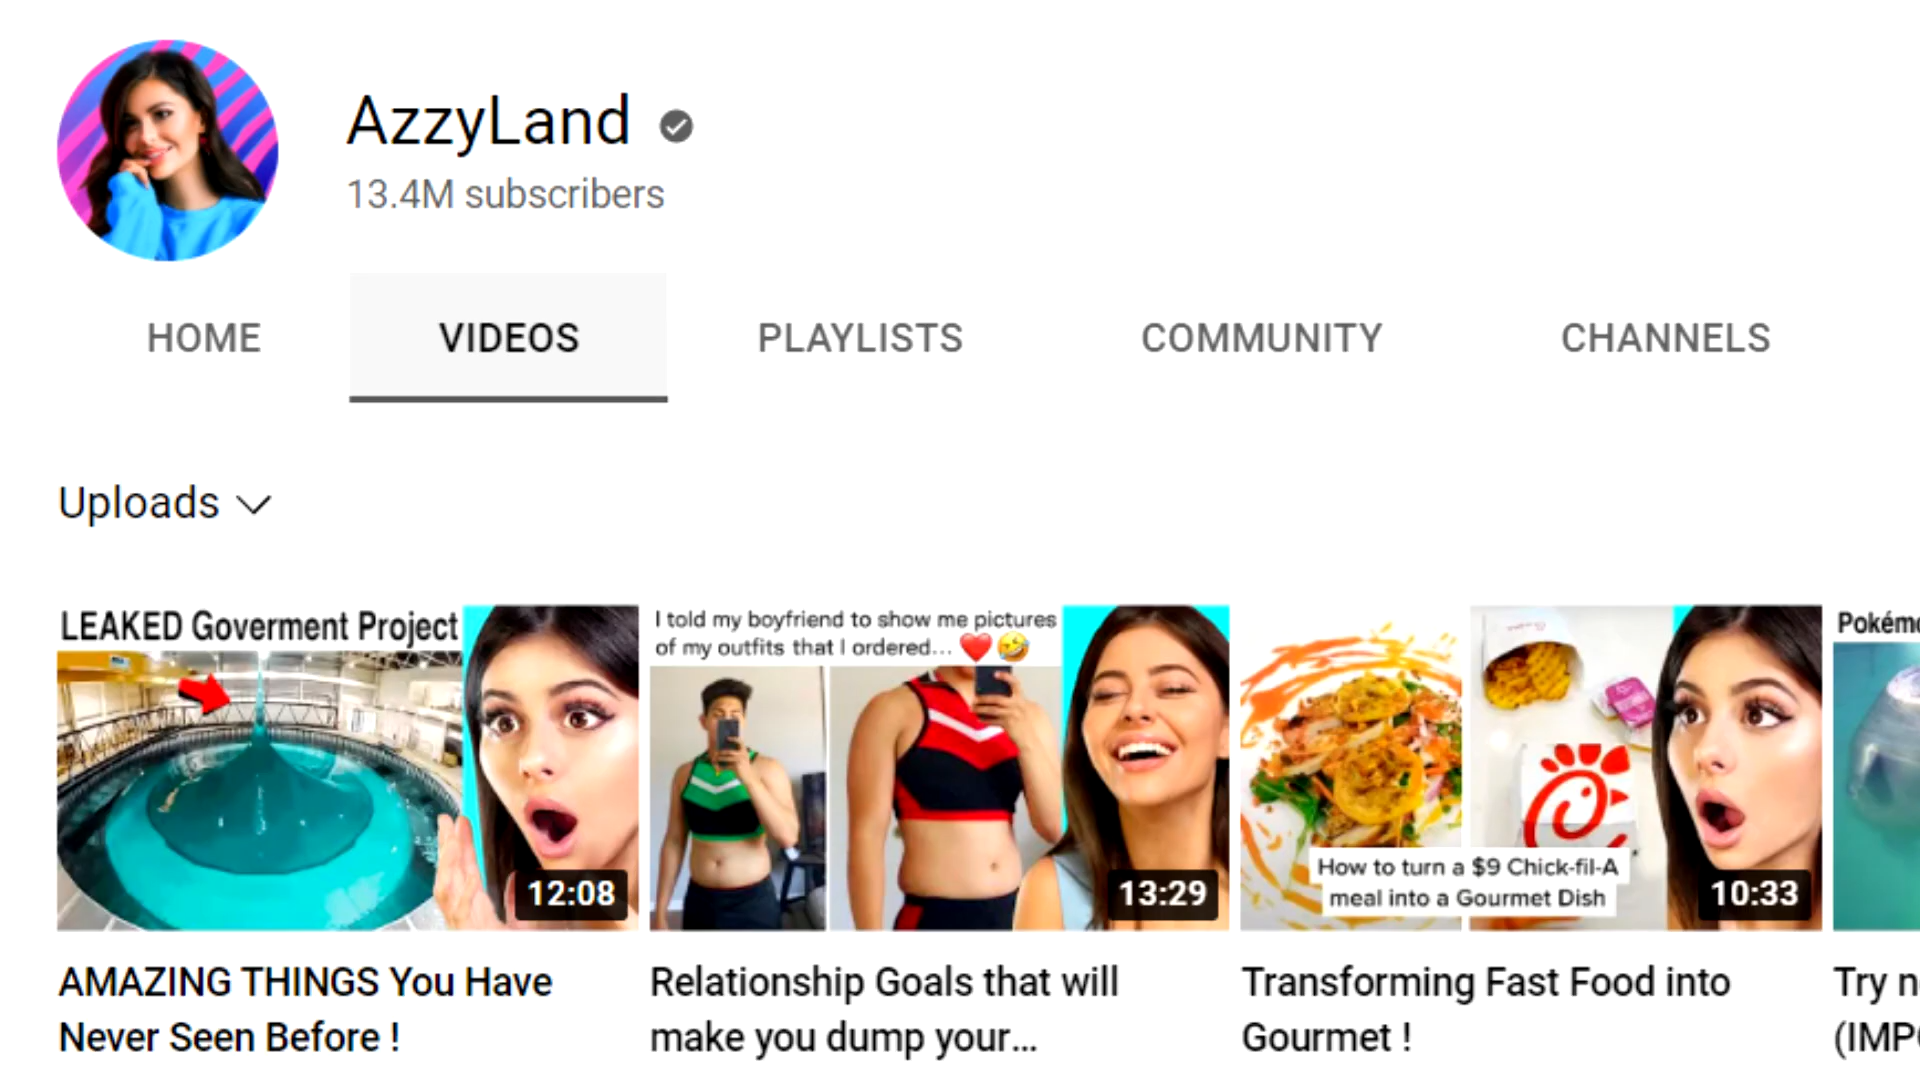 AzzyLand
13.4M subscribers
HOME
VIDEOS
PLAYLISTS
COMMUNITY
CHANNELS
Uploads
LEAKED Goverment Project
12:08
I told my boyfriend to show me pictures
of my outfits that I ordered... ❤️🤣
13:29
How to turn a $9 Chick-fil-A
meal into a Gourmet Dish
10:33
AMAZING THINGS You Have
Never Seen Before !
Relationship Goals that will
make you dump your...
Transforming Fast Food into
Gourmet !
Try